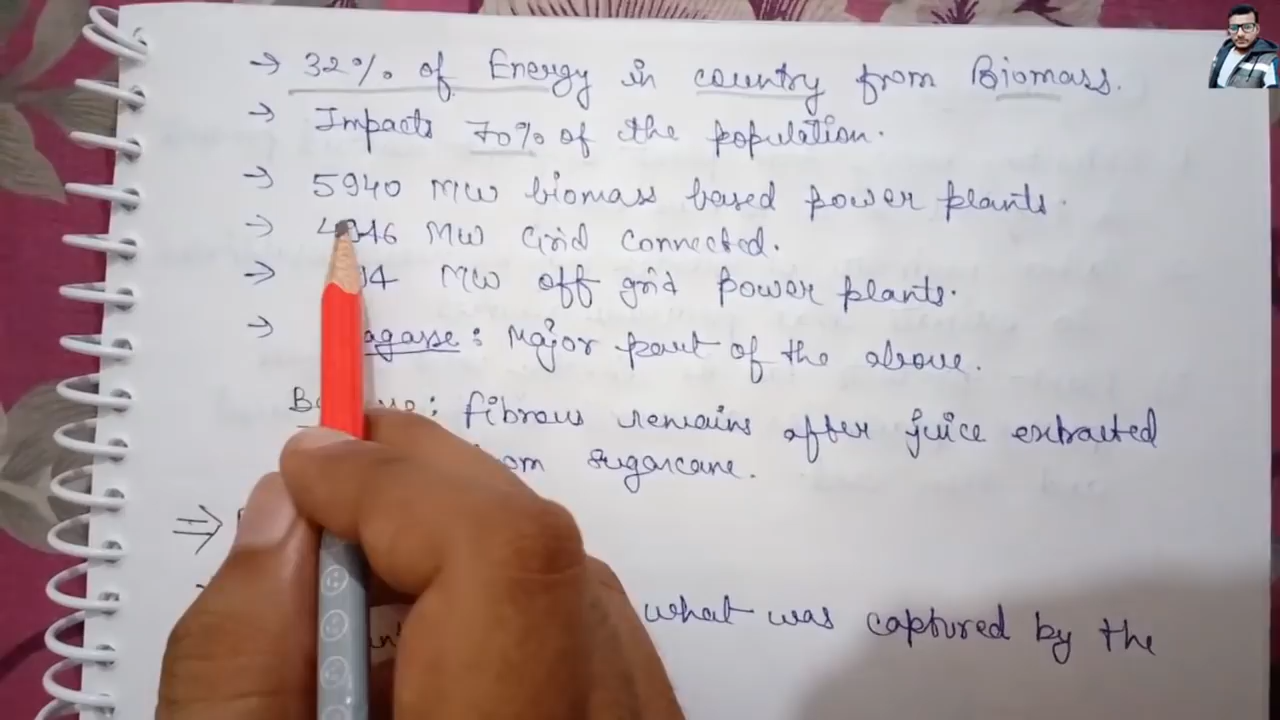 → 32% of Energy in country from Biomass.
→ Impacts 70% of the population.
→ 5940 MW biomass based power plants.
→ 4946 MW Grid connected.
→ MW off grid power plants.
→ : Major part of the above.
: fibrous remains after juice extracted
sugarcane.
⇒
what was captured by the